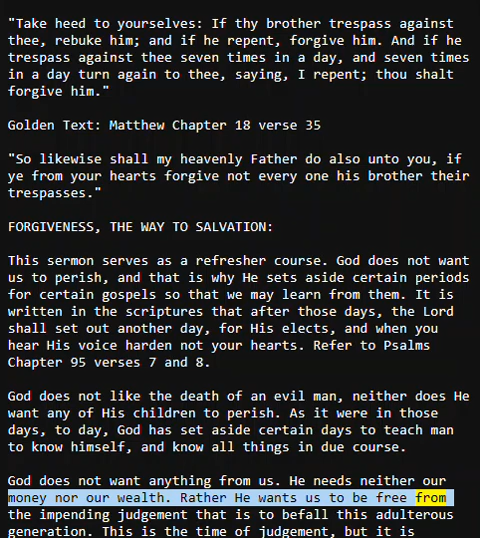 "Take heed to yourselves: If thy brother trespass against
thee, rebuke him; and if he repent, forgive him. And if he
trespass against thee seven times in a day, and seven times
in a day turn again to thee, saying, I repent; thou shalt
forgive him."
Golden Text: Matthew Chapter 18 verse 35
"So likewise shall my heavenly Father do also unto you, if
ye from your hearts forgive not every one his brother their
trespasses."
FORGIVENESS, THE WAY TO SALVATION:
This sermon serves as a refresher course. God does not want
us to perish, and that is why He sets aside certain periods
for certain gospels so that we may learn from them. It is
written in the scriptures that after those days, the Lord
shall set out another day, for His elects, and when you
hear His voice harden not your hearts. Refer to Psalms
Chapter 95 verses 7 and 8.
God does not like the death of an evil man, neither does He
want any of His children to perish. As it were in those
days, to day, God has set aside certain days to teach man
to know himself, and know all things in due course.
God does not want anything from us. He needs neither our
money nor our wealth. Rather He wants us to be free from
the impending judgement that is to befall this adulterous
generation. This is the time of judgement, but it is